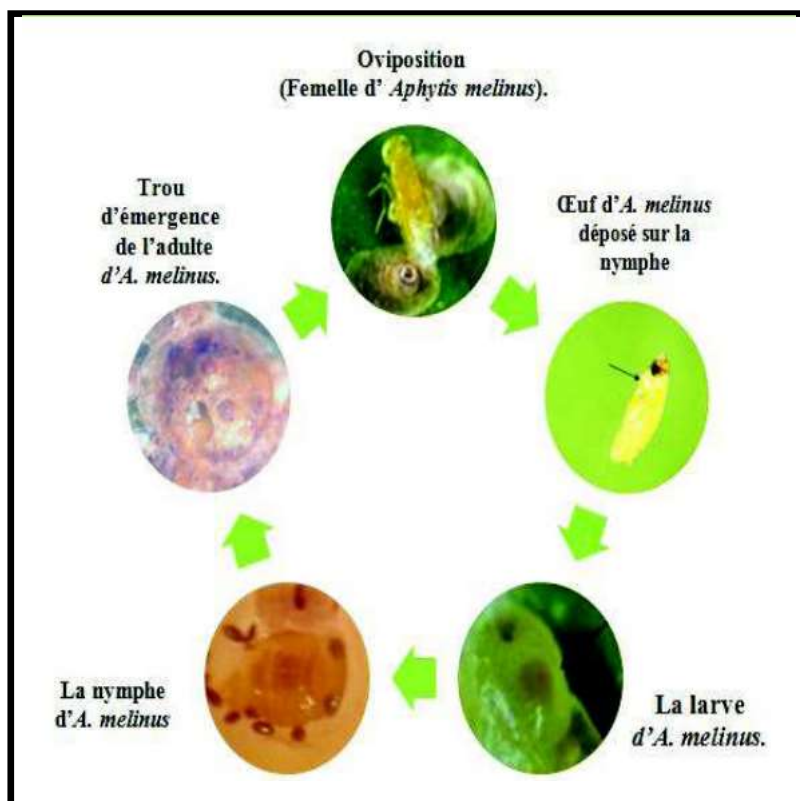 Oviposition
(Femelle d’ Aphytis melinus).
Œuf d’A. melinus
déposé sur la
nymphe
La larve
d’A. melinus.
La nymphe
d’A. melinus
Trou
d’émergence
de l’adulte
d’A. melinus.